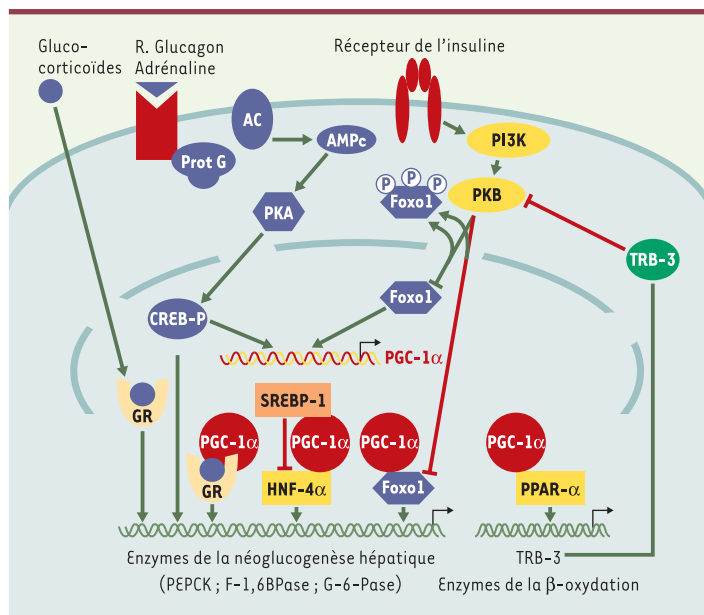 Gluco-
corticoïdes
R. Glucagon
Adrénaline
Récepteur de l'insuline
AC
AMPc
Prot G
PI3K
P
P
P
Foxo1
PKB
PKA
TRB-3
CREB-P
Foxo1
PGC-1α
SREBP-1
GR
PGC-1α
PGC-1α
PGC-1α
PGC-1α
GR
HNF-4α
Foxo1
PPAR-α
Enzymes de la néoglucogenèse hépatique
(PEPCK ; F-1,6BPase ; G-6-Pase)
TRB-3
Enzymes de la β-oxydation